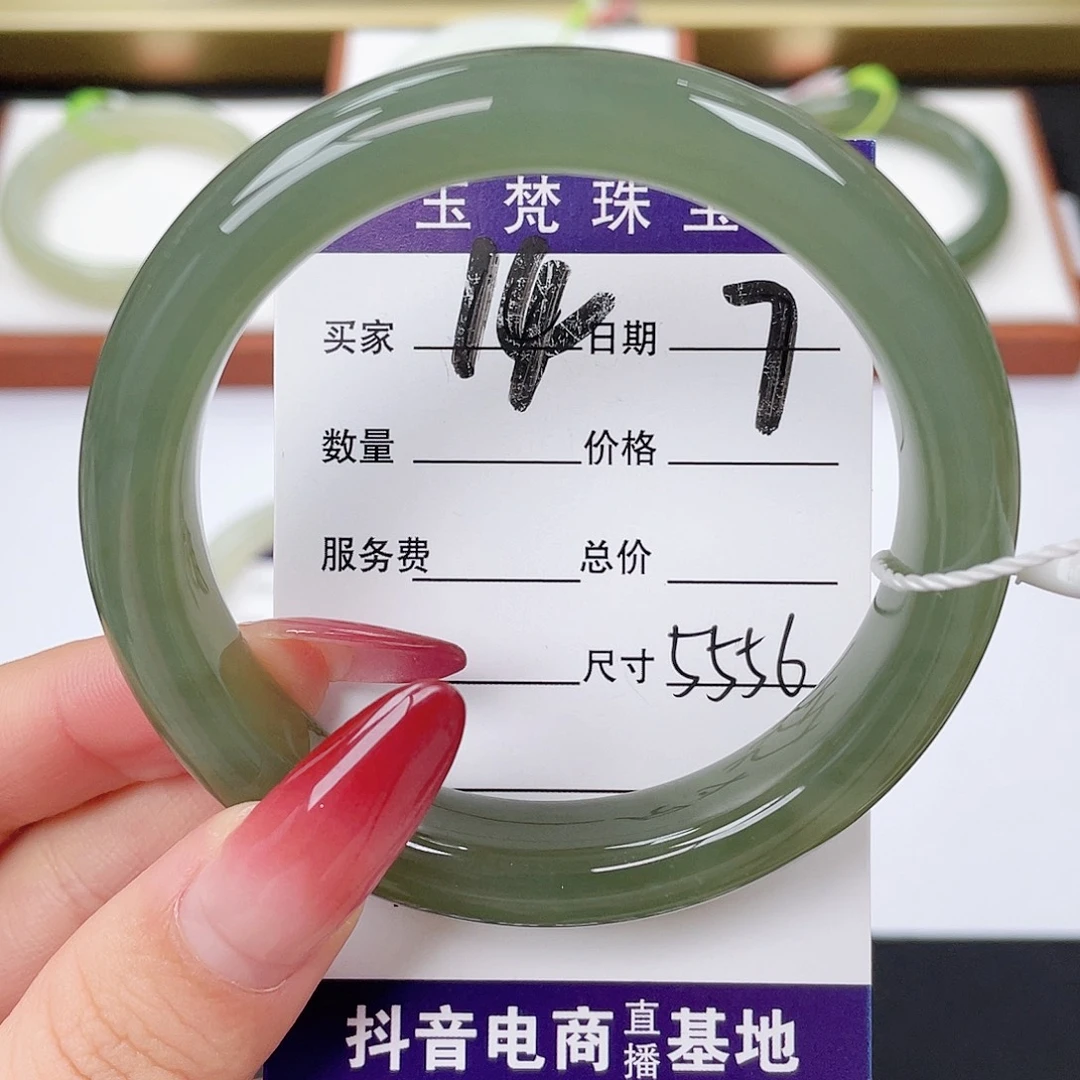 玉梵珠宝
买家 14 日期 7
数量 价格
服务费 总价
尺寸 5556
抖音电商直播基地